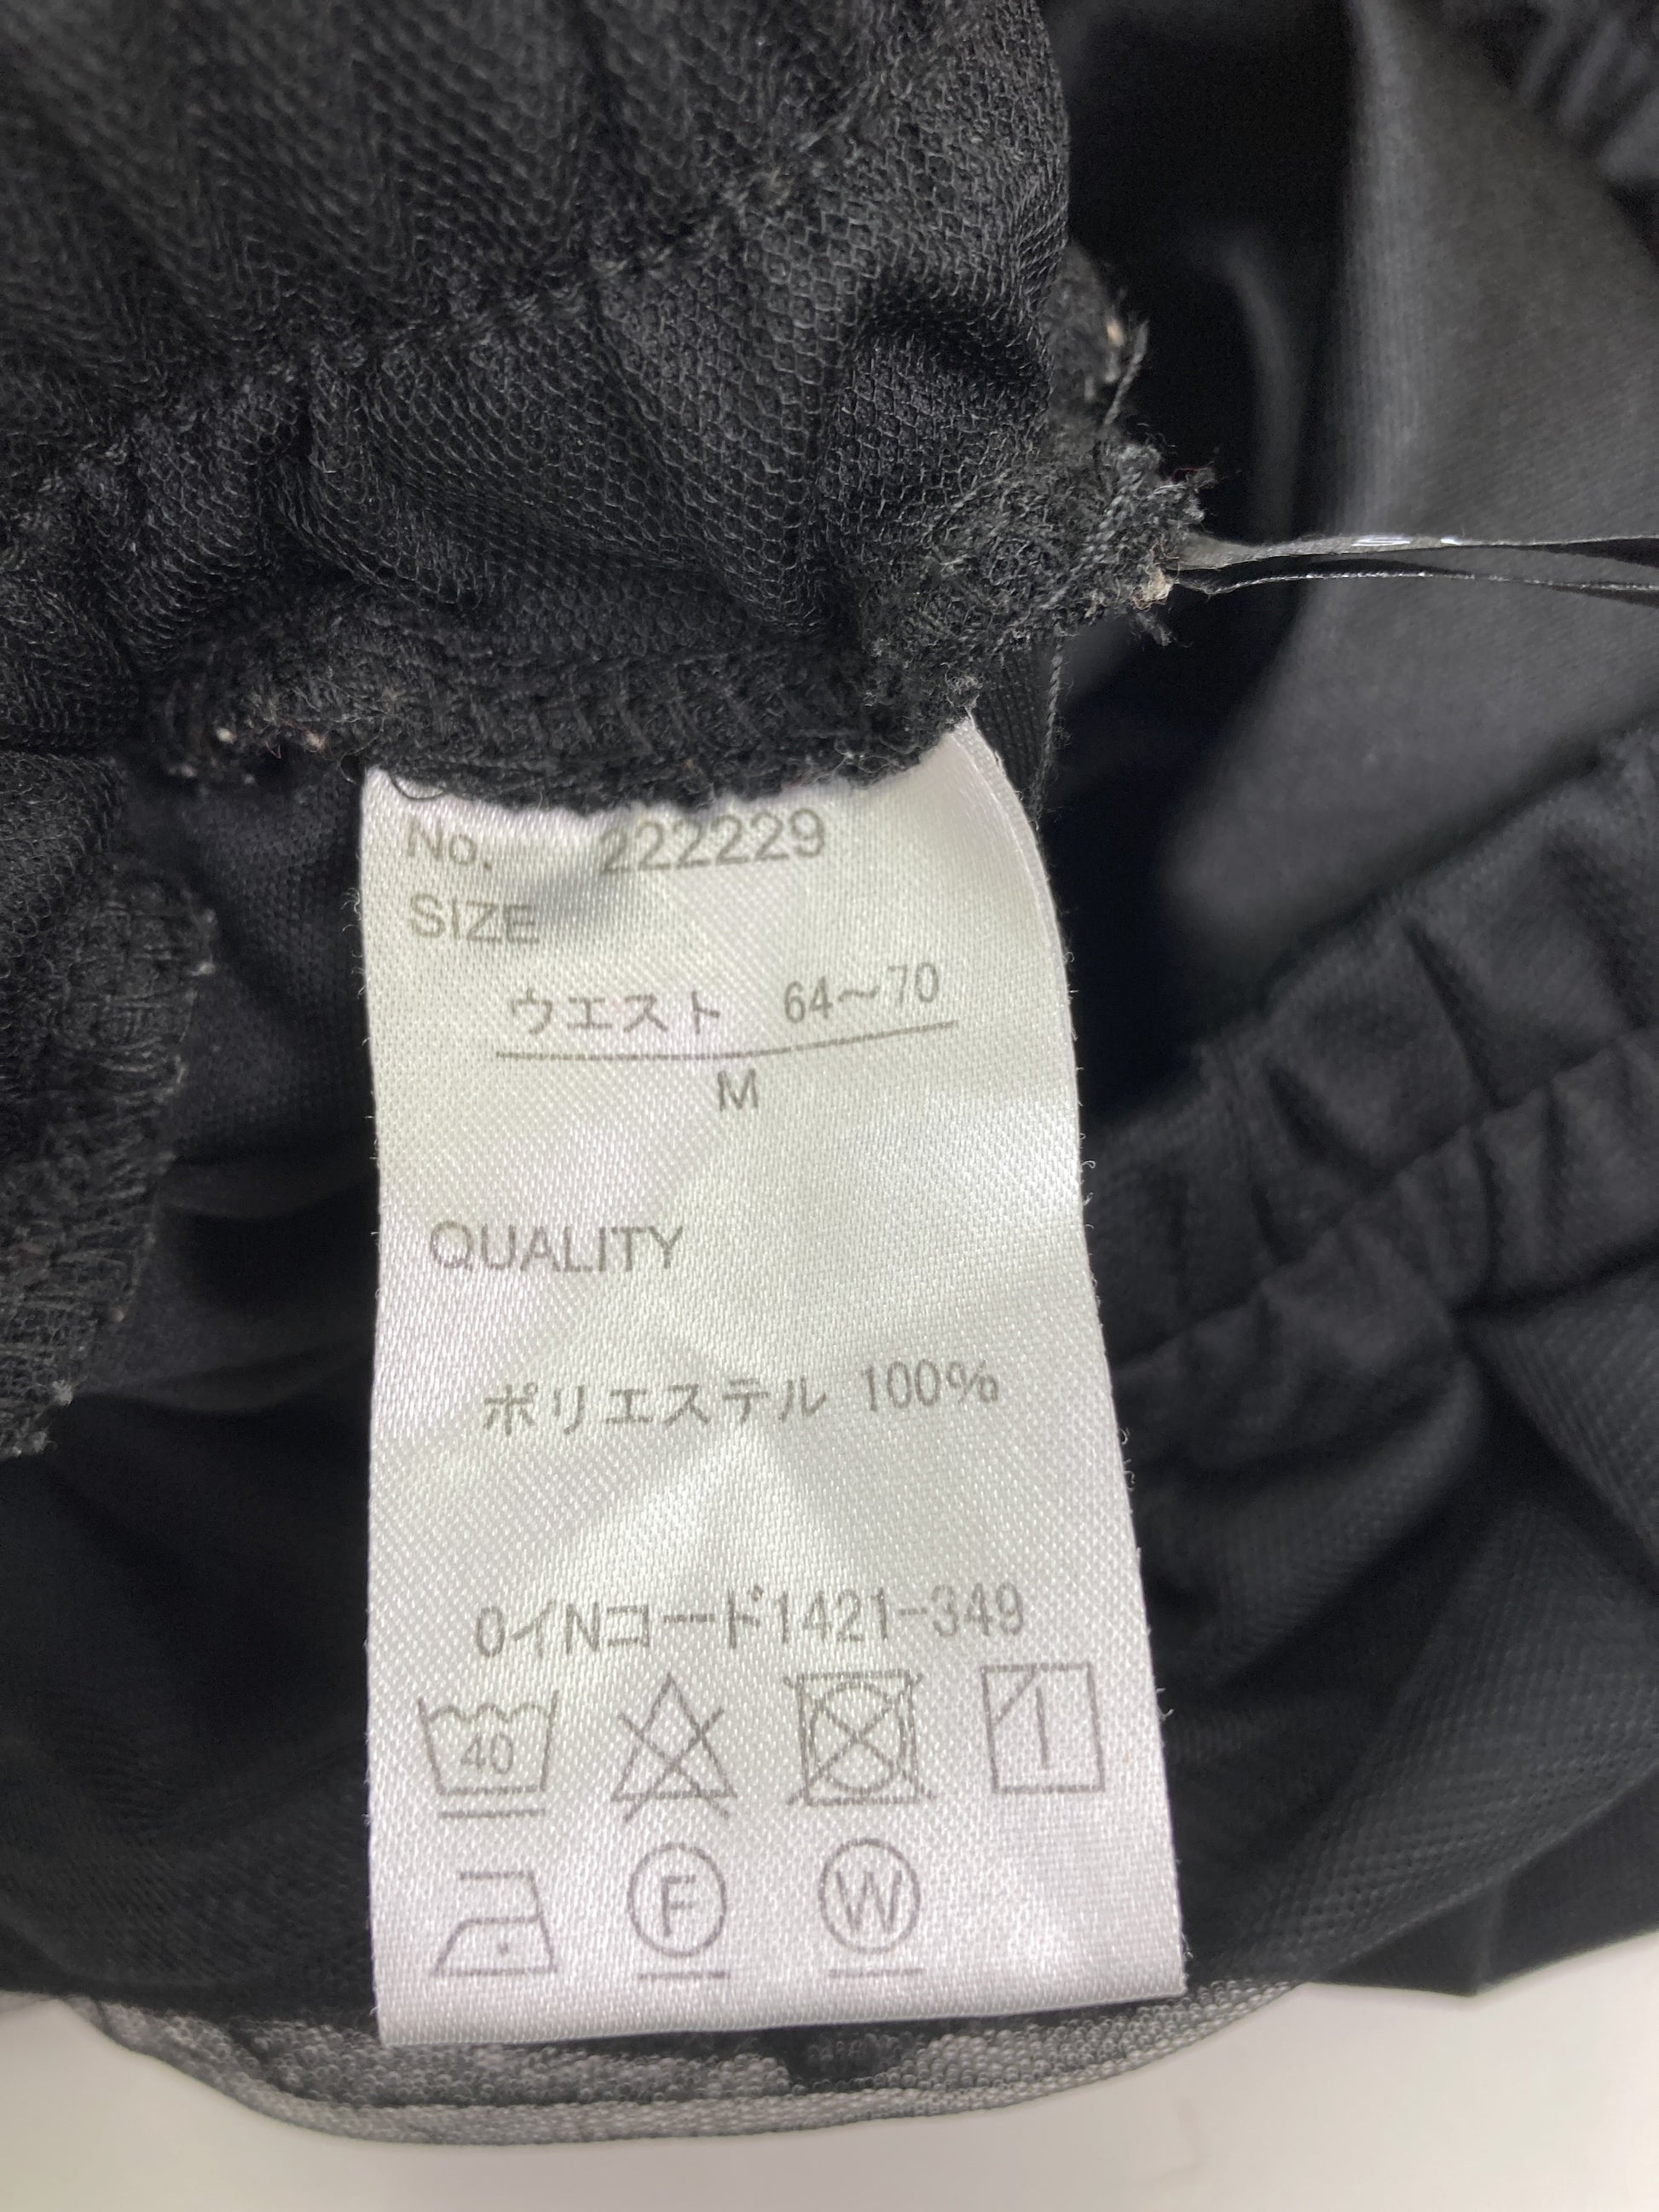 No. 222229
SIZE
ウエスト 64~70
M
QUALITY
ポリエステル 100%
0イNコード1421-349
40
F W